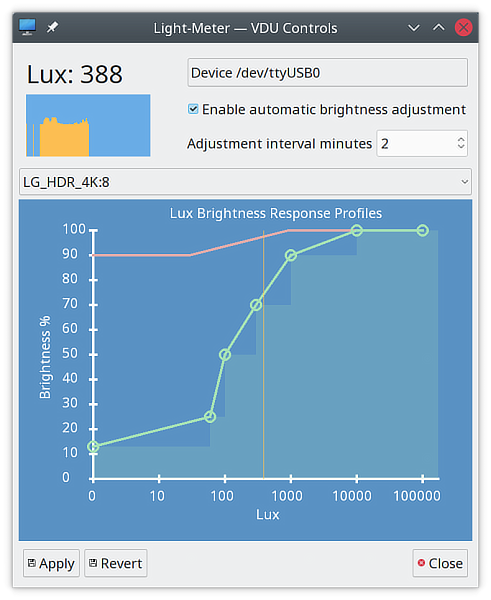 Light-Meter — VDU Controls
Lux: 388
Device /dev/ttyUSB0
Enable automatic brightness adjustment
Adjustment interval minutes 2
LG_HDR_4K:8
Lux Brightness Response Profiles
100
90
80
70
60
50
40
30
20
10
0
Brightness %
0 10 100 1000 10000 100000
Lux
Apply Revert Close